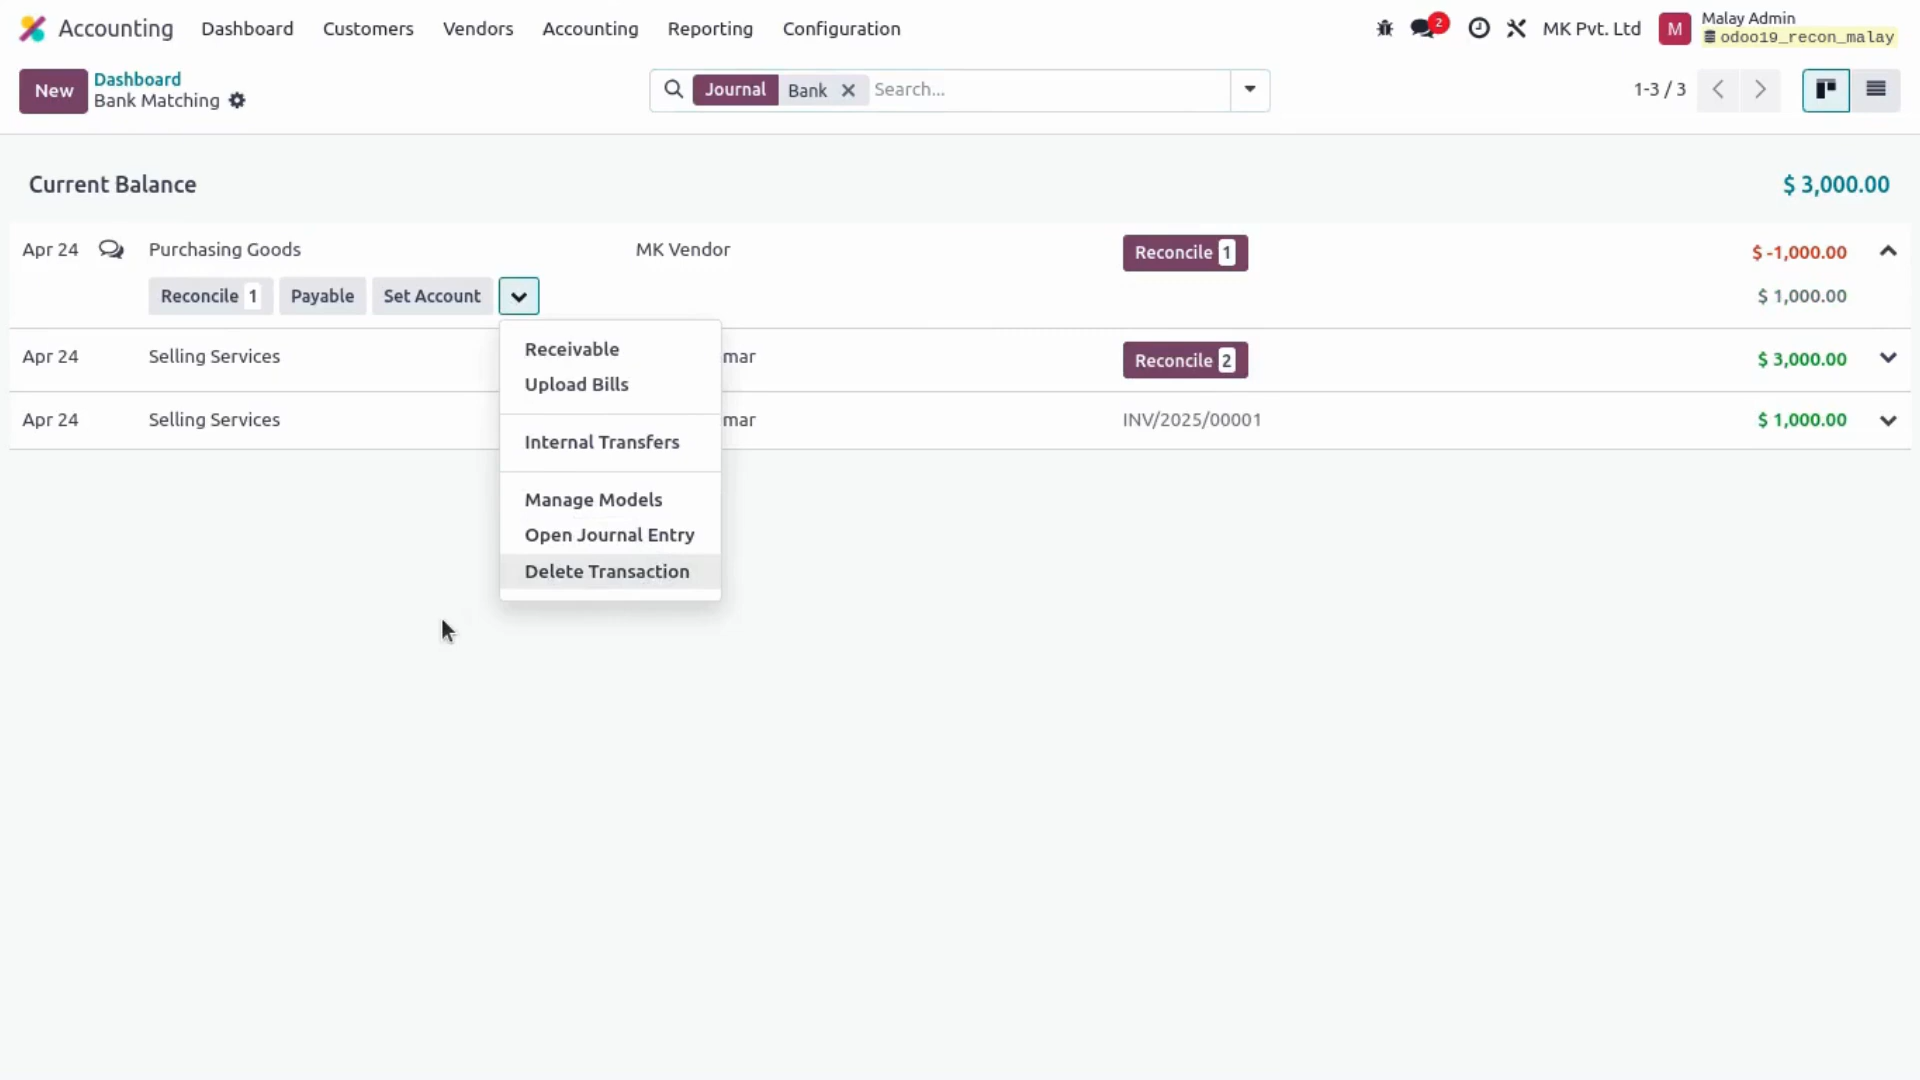 Accounting Dashboard Customers Vendors Accounting Reporting Configuration 2 MK Pvt. Ltd M Malay Admin
odoo19_recon_malay
New Dashboard
Bank Matching
Journal Bank Search...
1-3 / 3
Current Balance $ 3,000.00
Apr 24 Purchasing Goods MK Vendor Reconcile 1 $ -1,000.00
Reconcile 1 Payable Set Account $ 1,000.00
Receivable
Upload Bills
Internal Transfers
Manage Models
Open Journal Entry
Delete Transaction
Apr 24 Selling Services mar Reconcile 2 $ 3,000.00
Apr 24 Selling Services mar INV/2025/00001 $ 1,000.00